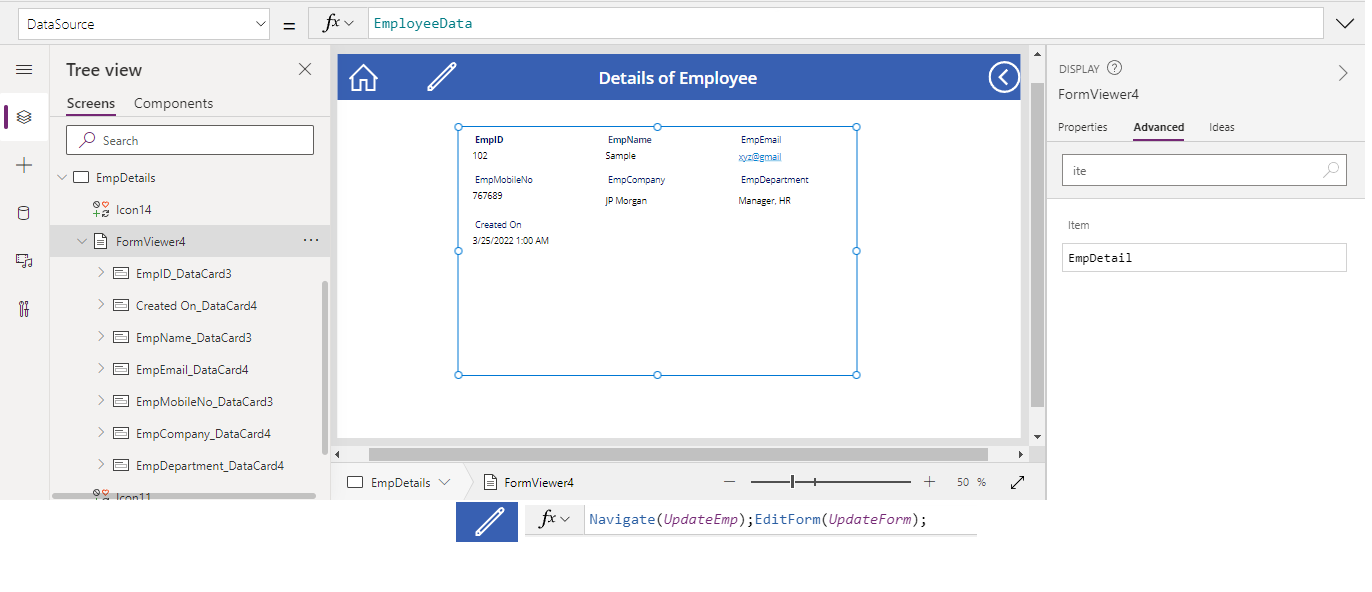 DataSource = fx EmployeeData
Tree view
Screens Components
Search
EmpDetails
Icon14
FormViewer4 ...
EmpID_DataCard3
Created On_DataCard4
EmpName_DataCard3
EmpEmail_DataCard4
EmpMobileNo_DataCard3
EmpCompany_DataCard4
EmpDepartment_DataCard4
Icon11
Details of Employee
EmpID EmpName EmpEmail
102 Sample xyz@gmail
EmpMobileNo EmpCompany EmpDepartment
767689 JP Morgan Manager, HR
Created On
3/25/2022 1:00 AM
EmpDetails FormViewer4 50 %
DISPLAY ?
FormViewer4
Properties Advanced Ideas
ite
Item
EmpDetail
fx Navigate(UpdateEmp);EditForm(UpdateForm);